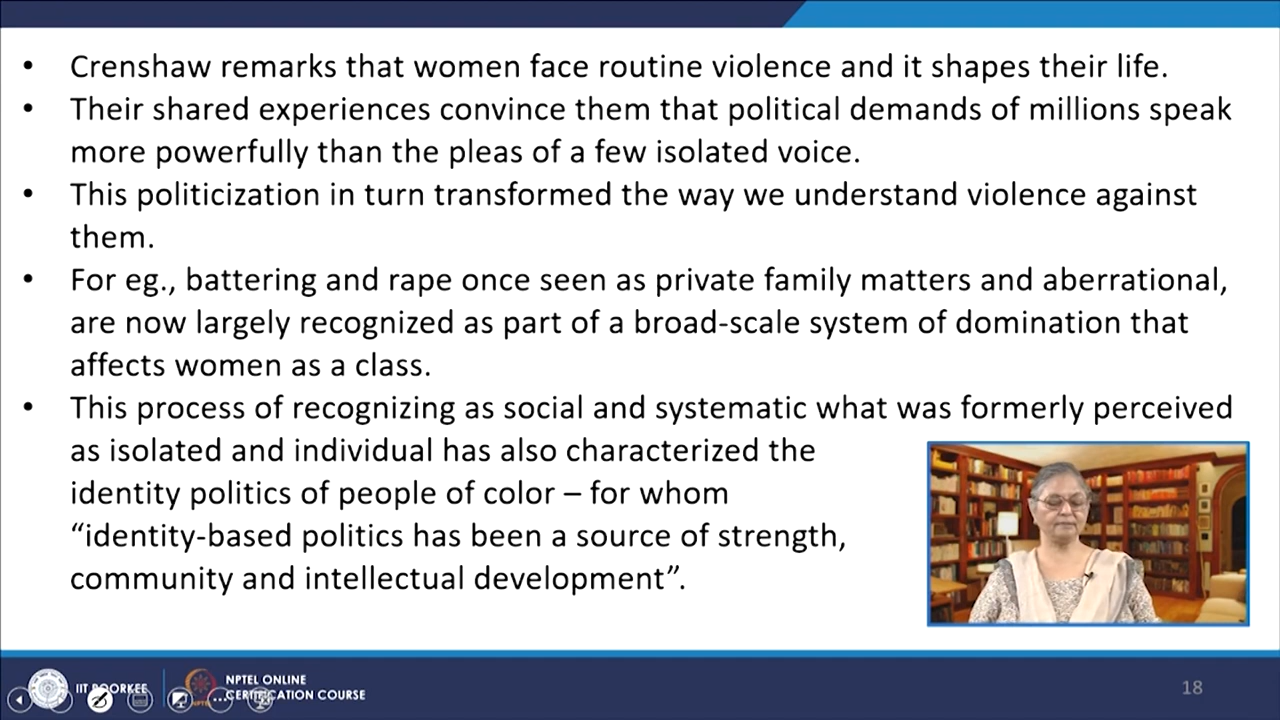 • Crenshaw remarks that women face routine violence and it shapes their life.
• Their shared experiences convince them that political demands of millions speak
more powerfully than the pleas of a few isolated voice.
• This politicization in turn transformed the way we understand violence against
them.
• For eg., battering and rape once seen as private family matters and aberrational,
are now largely recognized as part of a broad-scale system of domination that
affects women as a class.
• This process of recognizing as social and systematic what was formerly perceived
as isolated and individual has also characterized the
identity politics of people of color – for whom
“identity-based politics has been a source of strength,
community and intellectual development”.
IIT ROORKEE
NPTEL ONLINE
CERTIFICATION COURSE
18